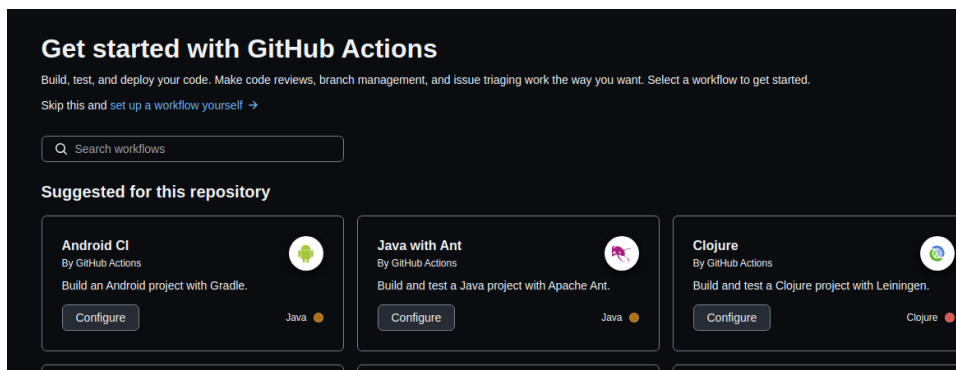 Get started with GitHub Actions
Build, test, and deploy your code. Make code reviews, branch management, and issue triaging work the way you want. Select a workflow to get started.
Skip this and set up a workflow yourself →
Search workflows
Suggested for this repository
Android CI
By GitHub Actions
Build an Android project with Gradle.
Configure
Java
Java with Ant
By GitHub Actions
Build and test a Java project with Apache Ant.
Configure
Java
Clojure
By GitHub Actions
Build and test a Clojure project with Leiningen.
Configure
Clojure